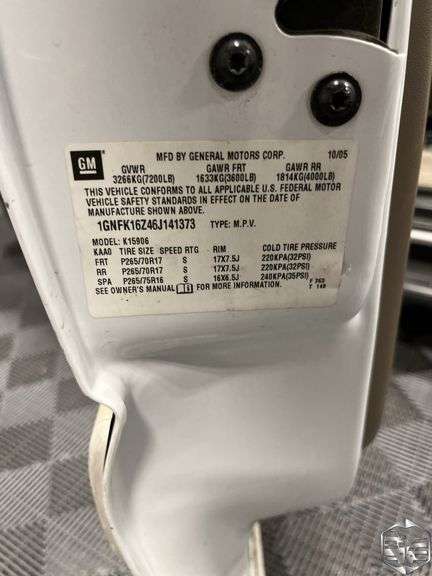 GM
MFD BY GENERAL MOTORS CORP. 10/05
GVWR GAWR FRT GAWR RR
3266KG(7200LB) 1633KG(3600LB) 1814KG(4000LB)
THIS VEHICLE CONFORMS TO ALL APPLICABLE U.S. FEDERAL MOTOR
VEHICLE SAFETY STANDARDS IN EFFECT ON THE DATE OF
MANUFACTURE SHOWN ABOVE.
1GNFK16Z46J141373 TYPE: M.P.V.
MODEL: K15906
KAA0 TIRE SIZE SPEED RTG RIM COLD TIRE PRESSURE
FRT P265/70R17 S 17X7.5J 220KPA(32PSI)
RR P265/70R17 S 17X7.5J 220KPA(32PSI)
SPA P265/75R16 S 16X6.5J 240KPA(35PSI)
SEE OWNER'S MANUAL FOR MORE INFORMATION.